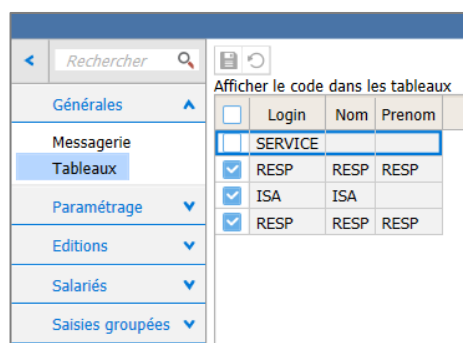 Rechercher
Générales
Messagerie
Tableaux
Paramétrage
Editions
Salariés
Saisies groupées
Afficher le code dans les tableaux
Login Nom Prenom
SERVICE
RESP RESP RESP
ISA ISA
RESP RESP RESP